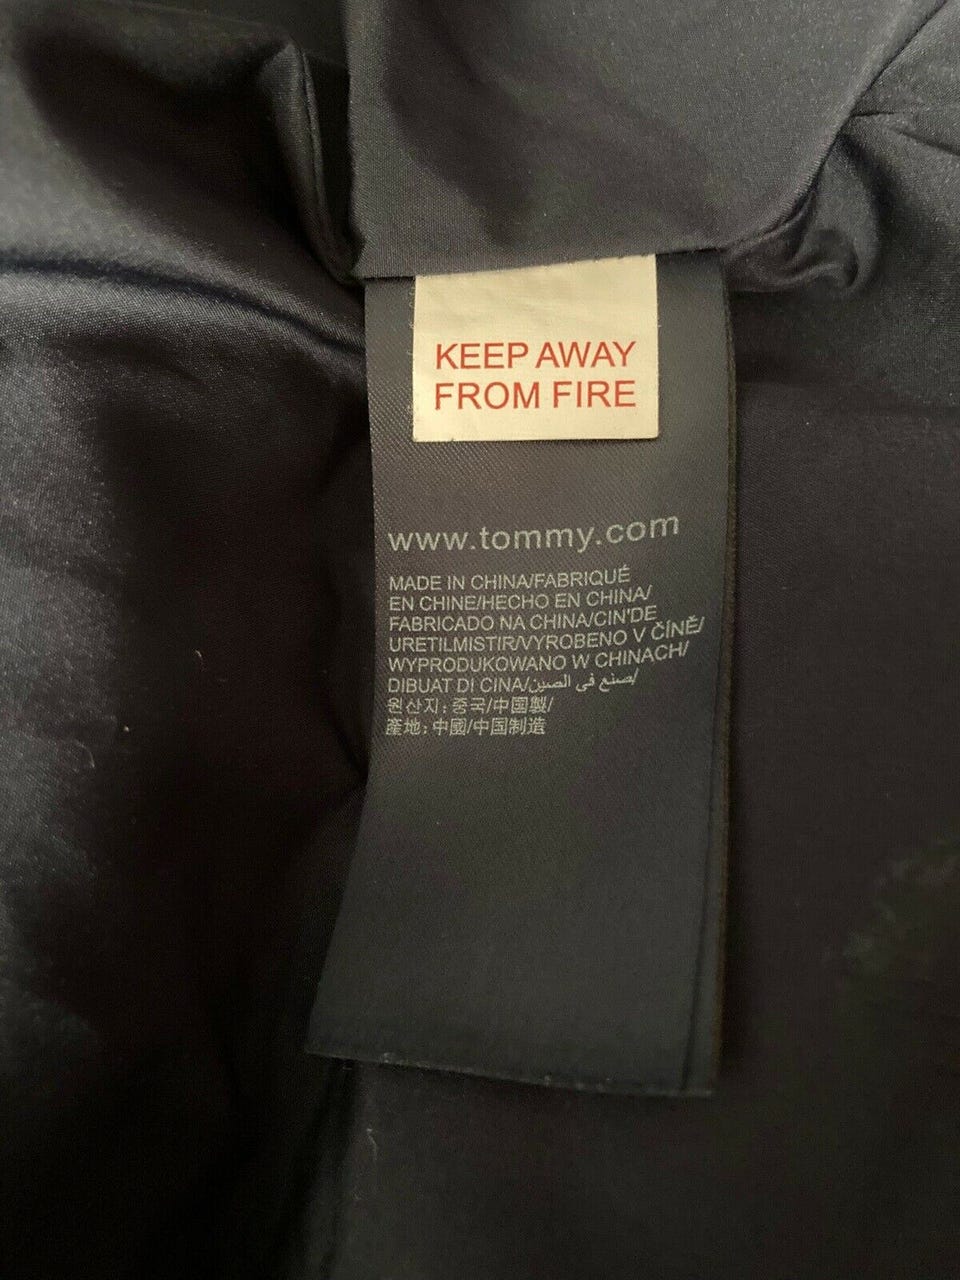 KEEP AWAY
FROM FIRE
www.tommy.com
MADE IN CHINA/FABRIQUÉ
EN CHINE/HECHO EN CHINA/
FABRICADO NA CHINA/CIN'DE
URETILMISTIR/VYROBENO V ČÍNĚ/
WYPRODUKOWANO W CHINACH/
DIBUAT DI CINA/صنع في الصين/
원산지: 중국/中国製/
產地: 中國/中国制造